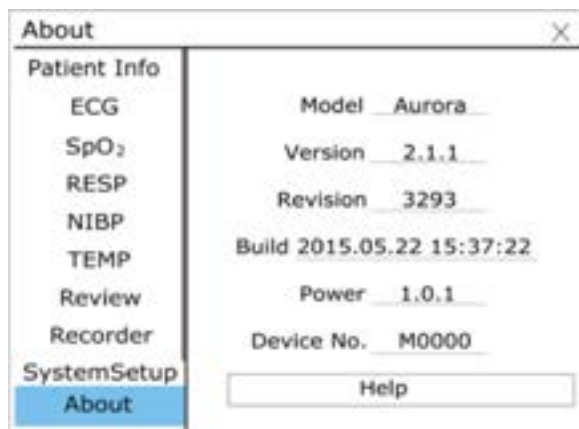 About
Patient Info
ECG
SpO₂
RESP
NIBP
TEMP
Review
Recorder
SystemSetup
About
Model Aurora
Version 2.1.1
Revision 3293
Build 2015.05.22 15:37:22
Power 1.0.1
Device No. M0000
Help